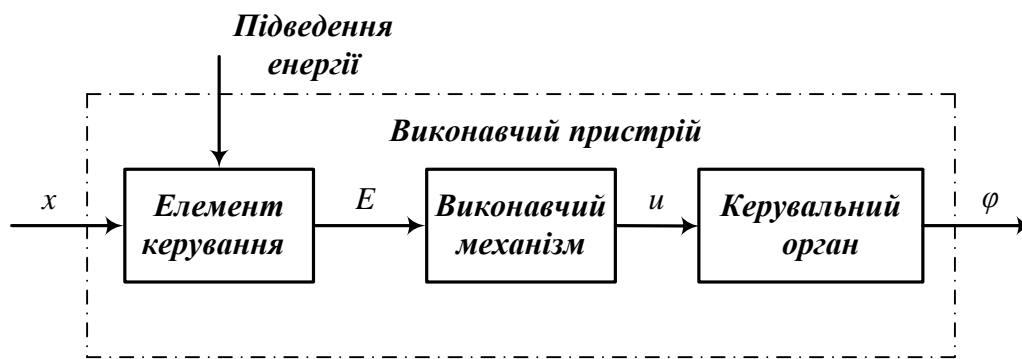 Підведення
енергії
Виконавчий пристрій
x
Елемент
керування
E
Виконавчий
механізм
u
Керувальний
орган
φ